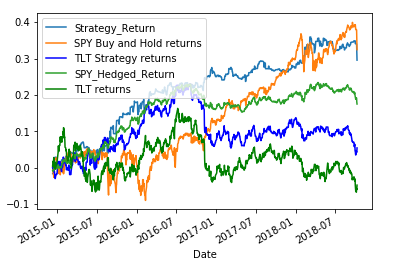 0.4
0.3
0.2
0.1
0.0
-0.1
Strategy_Return
SPY Buy and Hold returns
TLT Strategy returns
SPY_Hedged_Return
TLT returns
2015-01
2015-07
2016-01
2016-07
2017-01
2017-07
2018-01
2018-07
Date